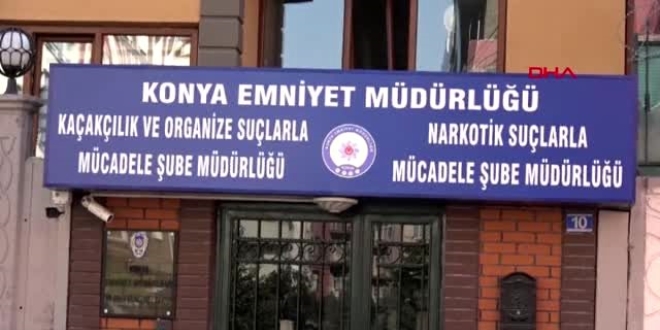 DHA
KONYA EMNİYET MÜDÜRLÜĞÜ
KAÇAKÇILIK VE ORGANİZE SUÇLARLA
MÜCADELE ŞUBE MÜDÜRLÜĞÜ
NARKOTİK SUÇLARLA
MÜCADELE ŞUBE MÜDÜRLÜĞÜ
10